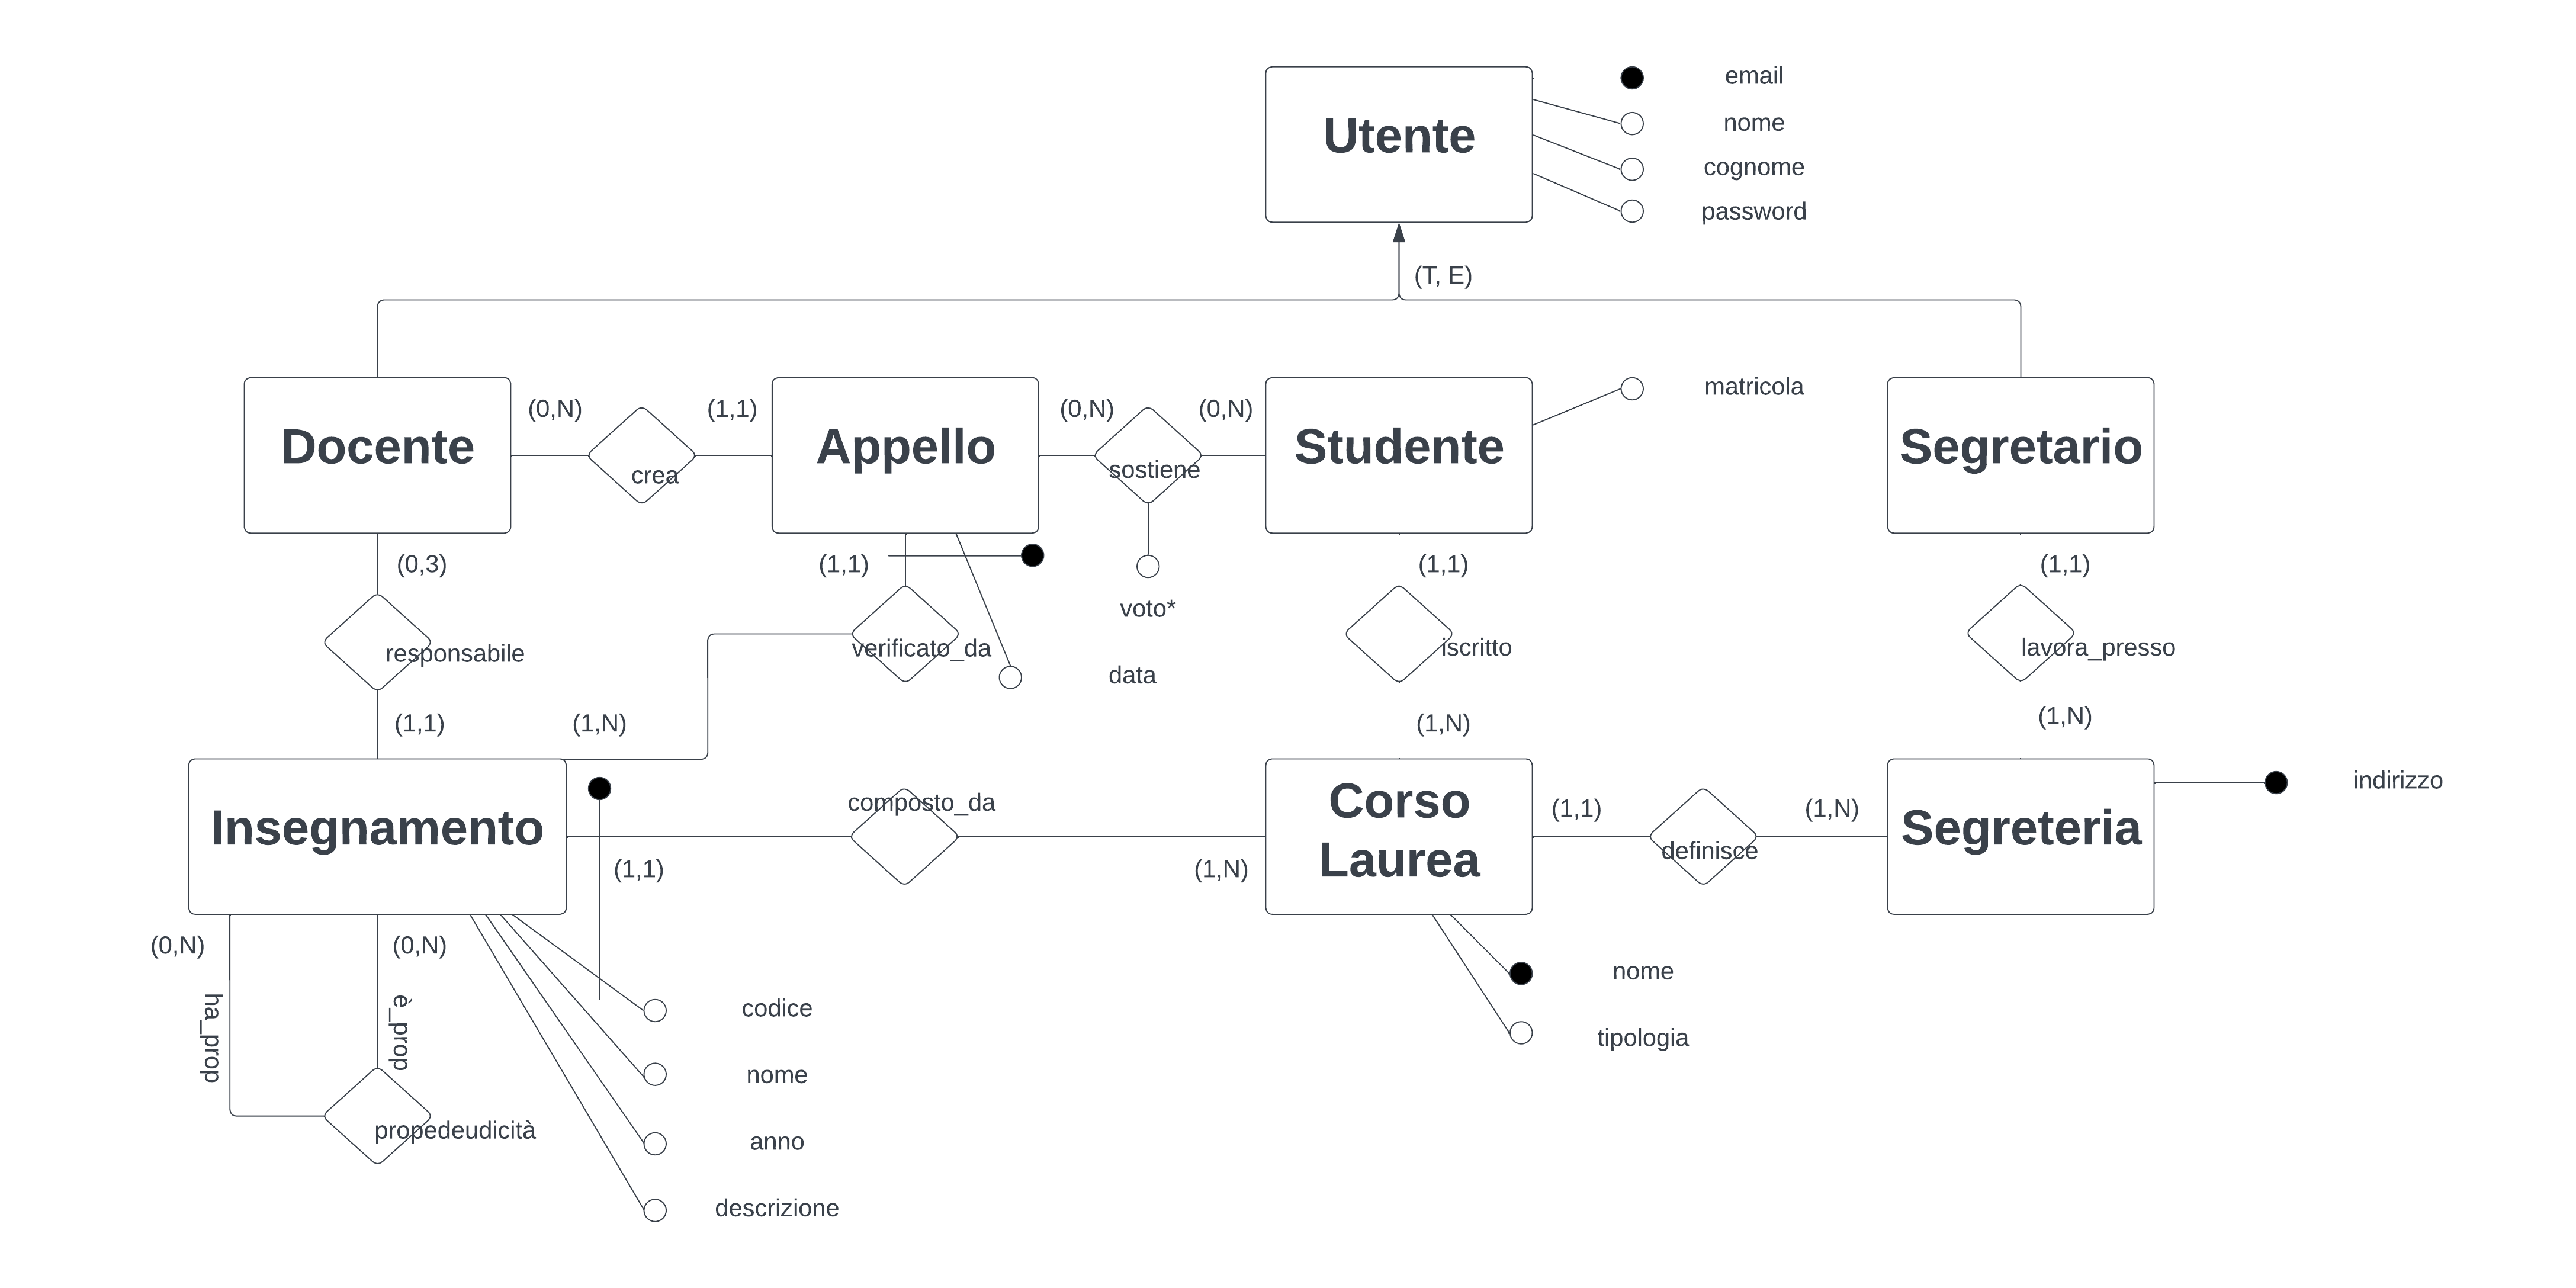 email
Utente
nome
cognome
password
(T, E)
matricola
(0,N)
(1,1)
(0,N)
(0,N)
Docente
crea
Appello
sostiene
Studente
Segretario
(0,3)
(1,1)
(1,1)
(1,1)
voto*
responsabile
verificato_da
iscritto
lavora_presso
data
(1,1)
(1,N)
(1,N)
(1,N)
indirizzo
composto_da
Insegnamento
Corso
Laurea
(1,1)
(1,N)
definisce
Segreteria
(1,1)
(1,N)
(0,N)
(0,N)
ha_prop
è_prop
nome
codice
tipologia
nome
propedeudicità
anno
descrizione